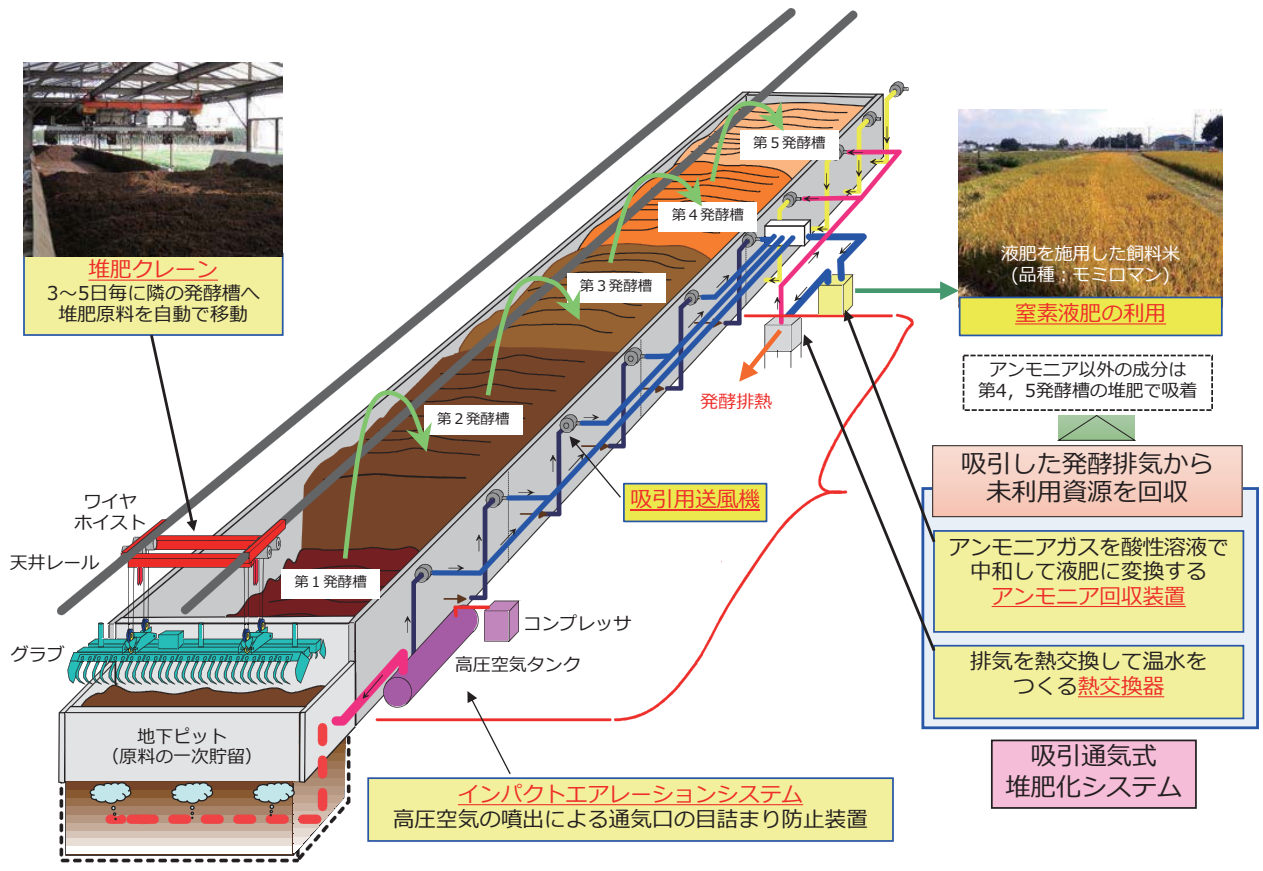 堆肥クレーン
3〜5日毎に隣の発酵槽へ
堆肥原料を自動で移動
第5発酵槽
第4発酵槽
第3発酵槽
第2発酵槽
第1発酵槽
液肥を施用した飼料米
(品種；モミロマン)
窒素液肥の利用
アンモニア以外の成分は
第4，5発酵槽の堆肥で吸着
吸引した発酵排気から
未利用資源を回収
アンモニアガスを酸性溶液で
中和して液肥に変換する
アンモニア回収装置
排気を熱交換して温水を
つくる熱交換器
吸引通気式
堆肥化システム
発酵排熱
吸引用送風機
ワイヤ
ホイスト
天井レール
グラブ
コンプレッサ
高圧空気タンク
地下ピット
(原料の一次貯留)
インパクトエアレーションシステム
高圧空気の噴出による通気口の目詰まり防止装置